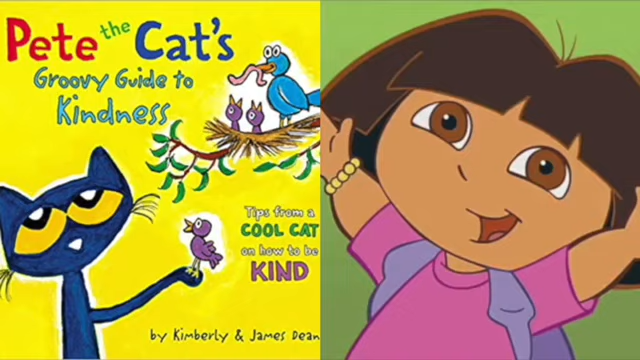 Pete the Cat's
Groovy Guide to
Kindness
Tips from a
COOL CAT
on how to be
KIND
by Kimberly & James Dean